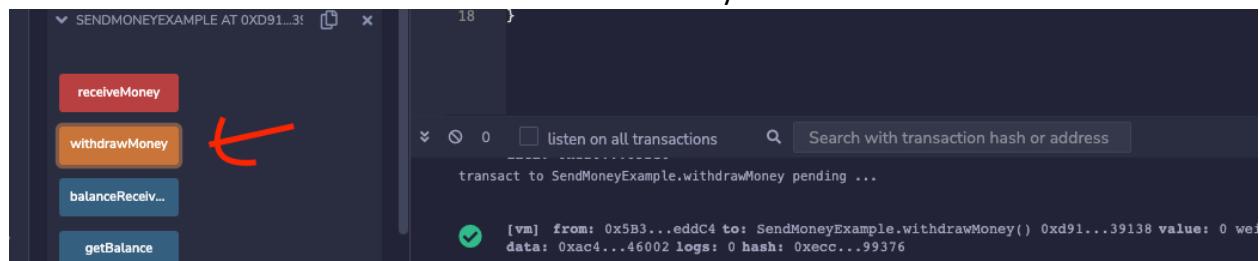 SENDMONEYEXAMPLE AT 0XD91...39
18 }
receiveMoney
withdrawMoney
balanceReceiv...
getBalance
0 listen on all transactions Search with transaction hash or address
transact to SendMoneyExample.withdrawMoney pending ...
[vm] from: 0x5B3...eddC4 to: SendMoneyExample.withdrawMoney() 0xd91...39138 value: 0 wei
data: 0xac4...46002 logs: 0 hash: 0xecc...99376